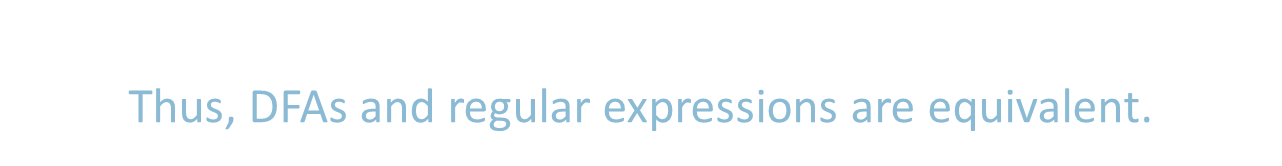 Thus, DFAs and regular expressions are equivalent.